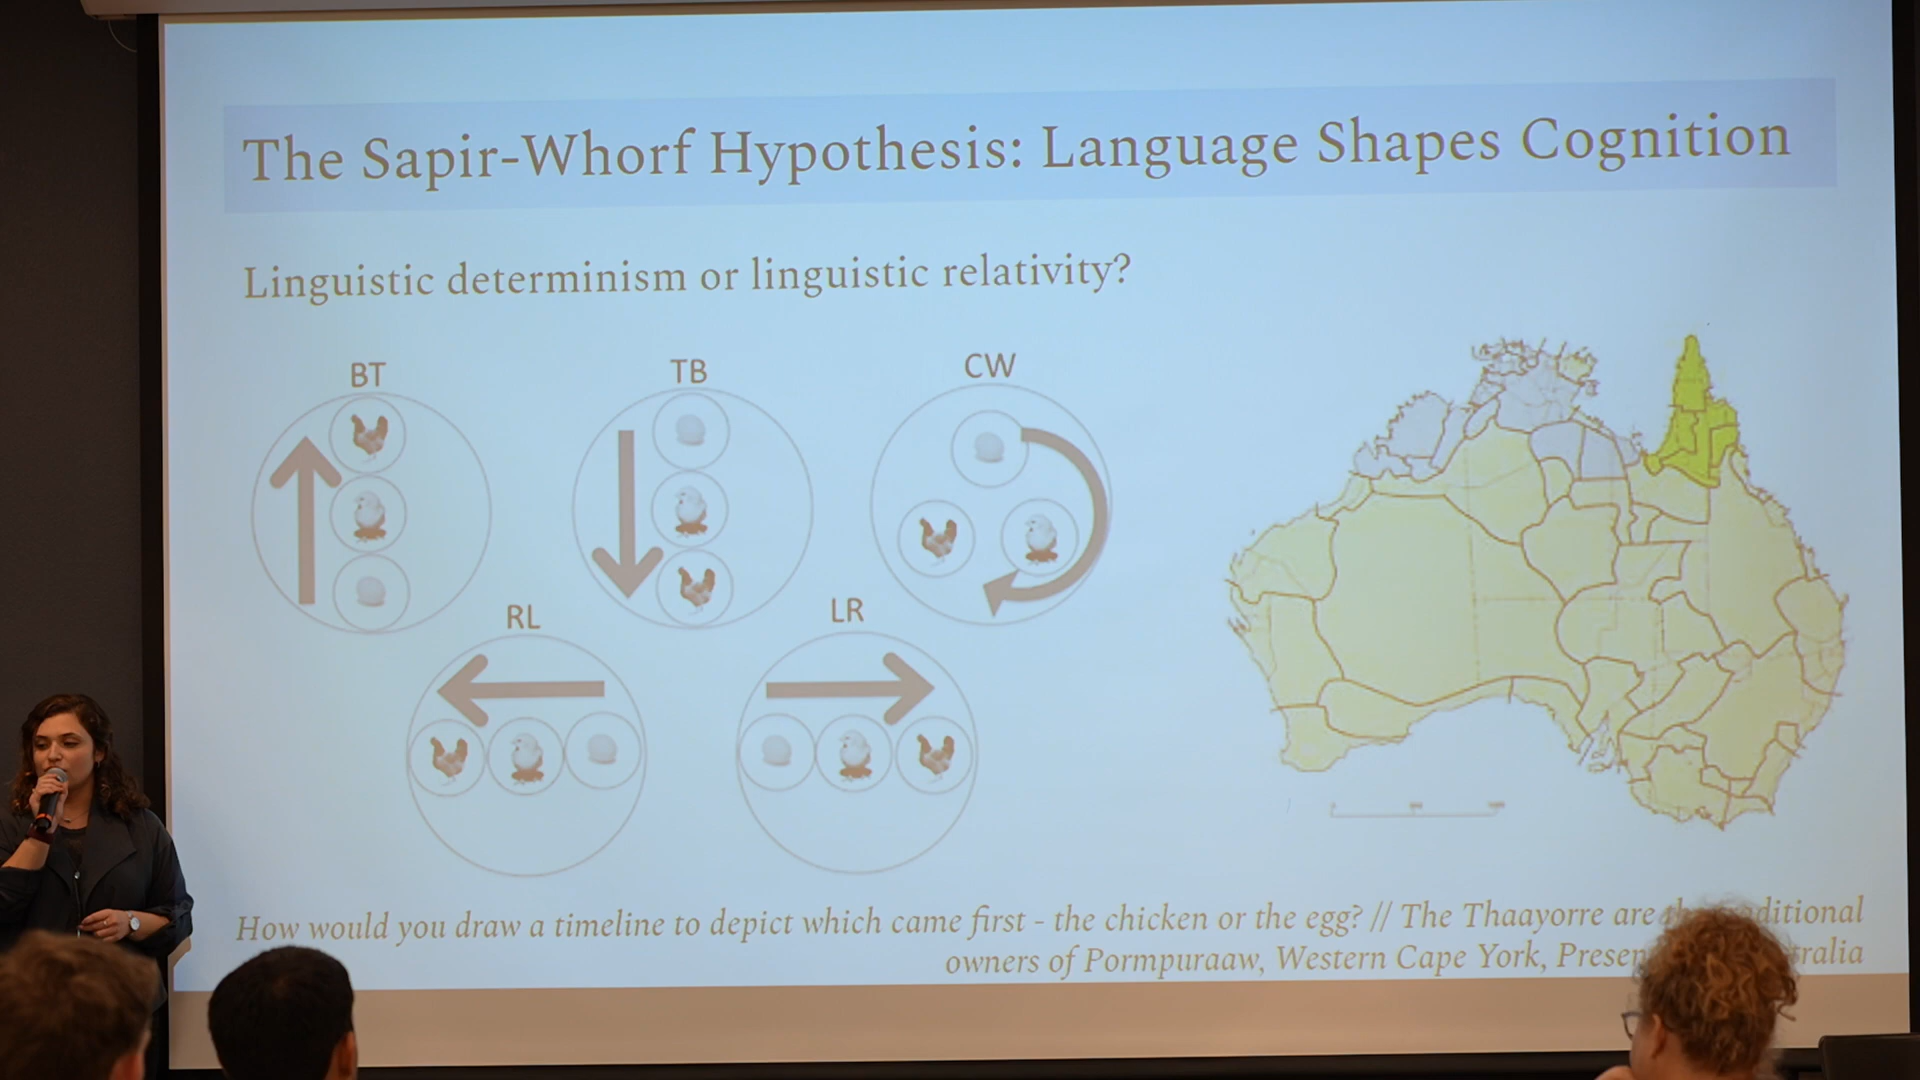 The Sapir-Whorf Hypothesis: Language Shapes Cognition
Linguistic determinism or linguistic relativity?
BT
TB
CW
RL
LR
How would you draw a timeline to depict which came first - the chicken or the egg? // The Thaayorre are
owners of Pormpuraaw, Western Cape York,